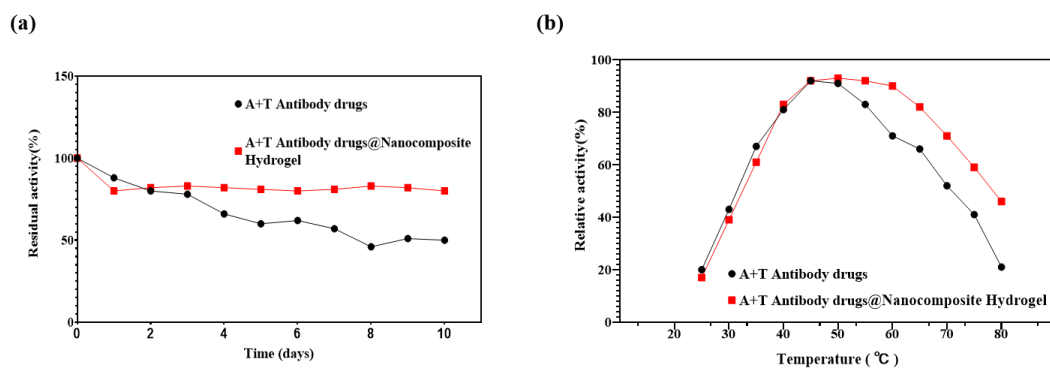 (a)
150
100
50
0
Residual activity(%)
A+T Antibody drugs
A+T Antibody drugs@Nanocomposite
Hydrogel
0 2 4 6 8 10
Time (days)
(b)
100
80
60
40
20
0
Relative activity(%)
A+T Antibody drugs
A+T Antibody drugs@Nanocomposite Hydrogel
20 30 40 50 60 70 80
Temperature ( °C)